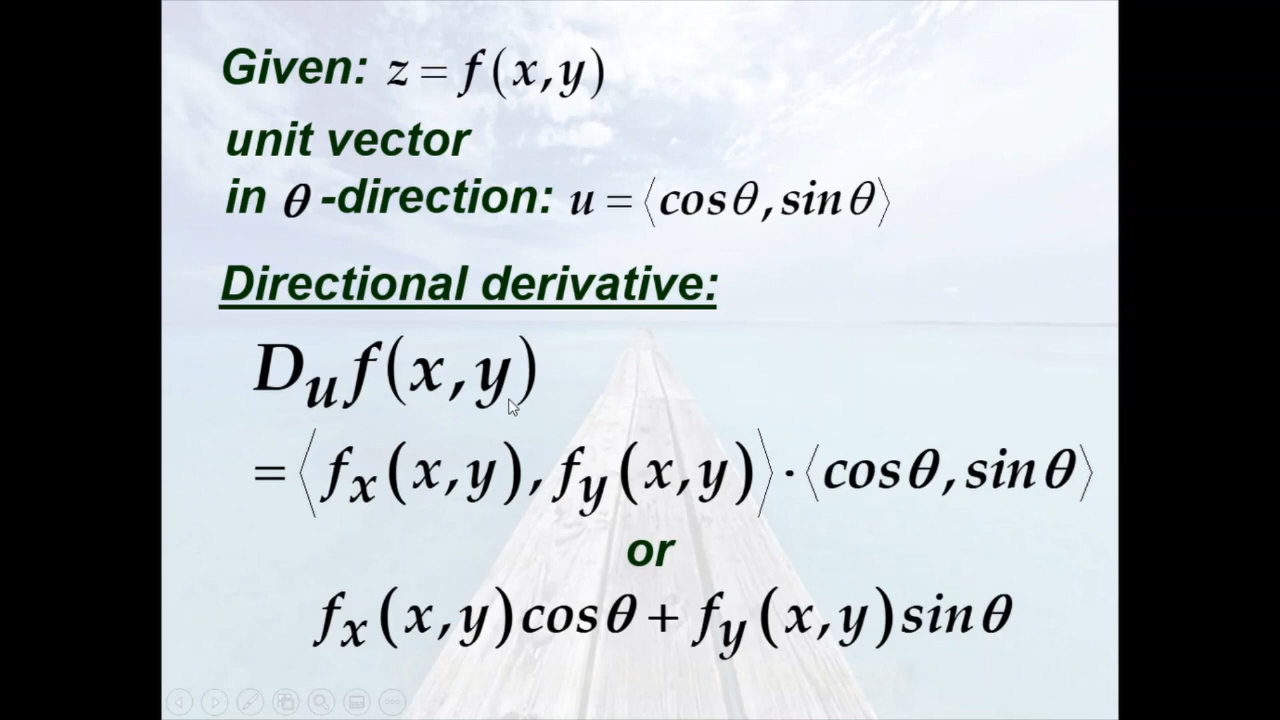 Given: z = f(x,y)
unit vector
in θ -direction: u = ⟨cosθ, sinθ⟩
Directional derivative:
D_u f(x,y)
= ⟨f_x(x,y), f_y(x,y)⟩ · ⟨cosθ, sinθ⟩
or
f_x(x,y)cosθ + f_y(x,y)sinθ